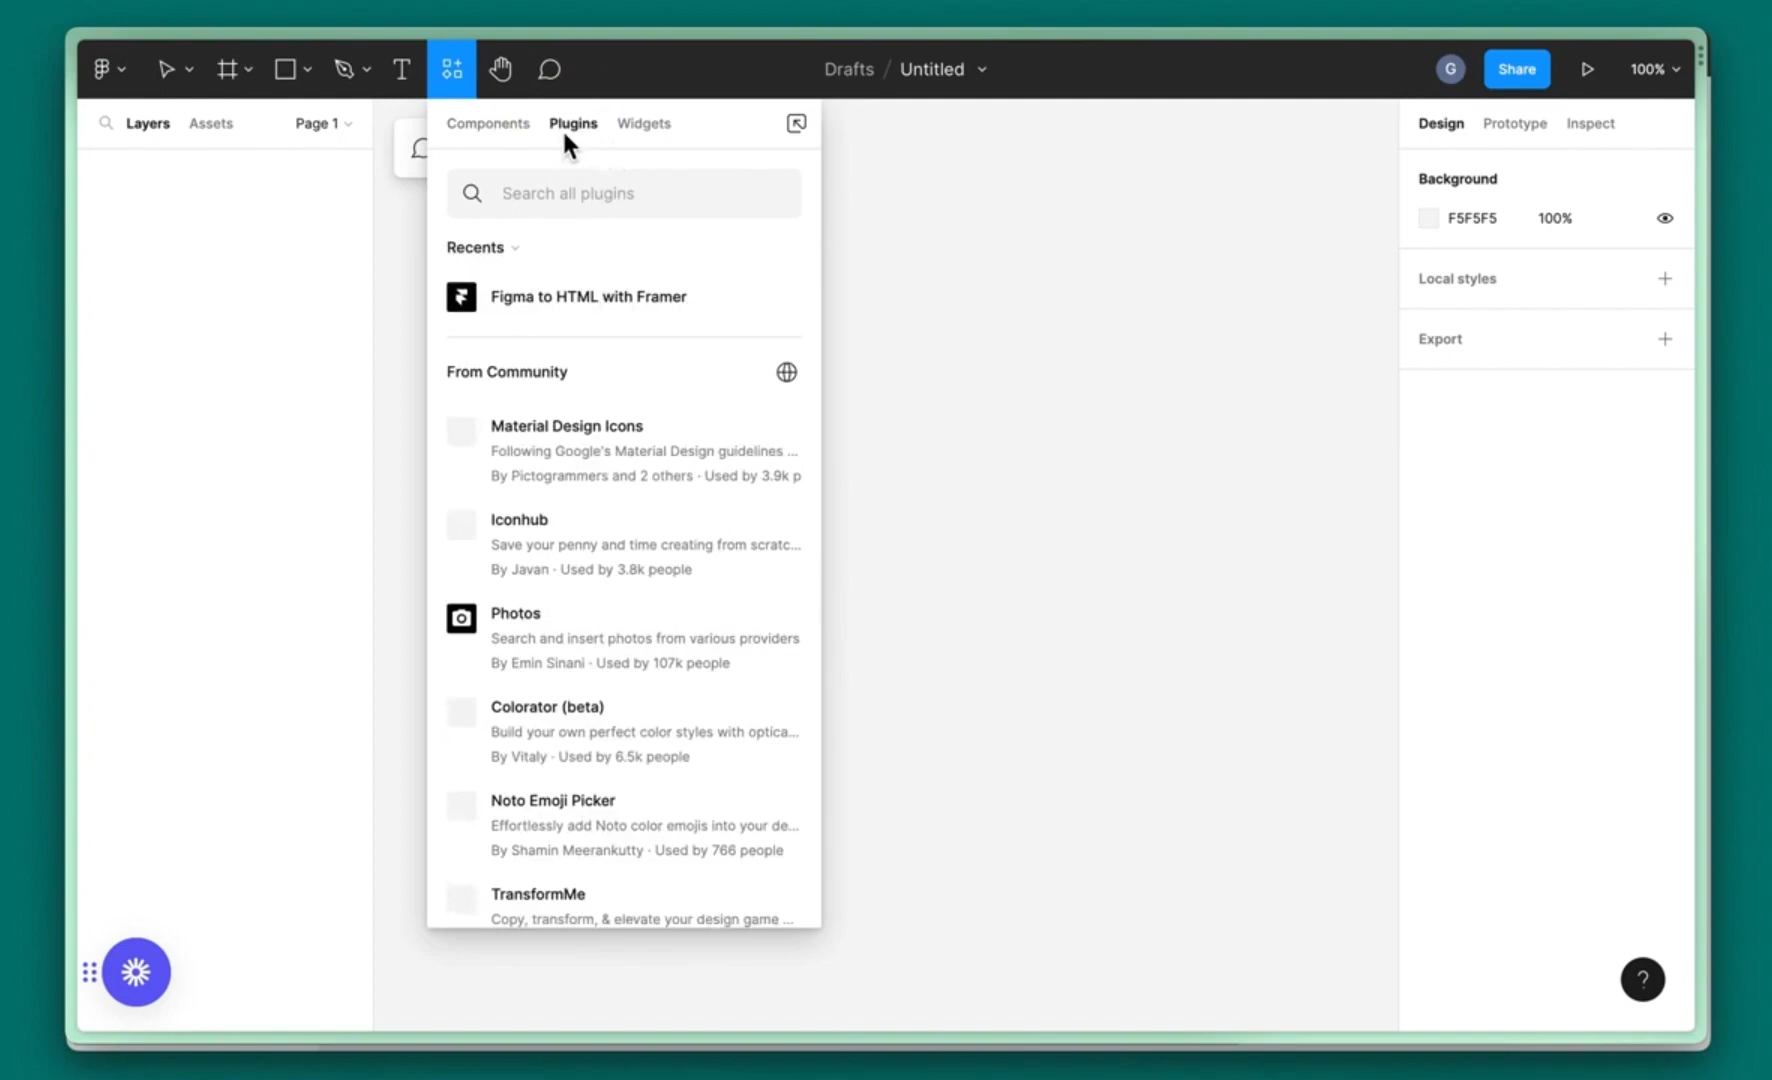 Drafts / Untitled
G
Share
100%
Layers
Assets
Page 1
Components
Plugins
Widgets
Search all plugins
Recents
Figma to HTML with Framer
From Community
Material Design Icons
Following Google's Material Design guidelines ...
By Pictogrammers and 2 others · Used by 3.9k p
Iconhub
Save your penny and time creating from scratc...
By Javan · Used by 3.8k people
Photos
Search and insert photos from various providers
By Emin Sinani · Used by 107k people
Colorator (beta)
Build your own perfect color styles with optica...
By Vitaly · Used by 6.5k people
Noto Emoji Picker
Effortlessly add Noto color emojis into your de...
By Shamin Meerankutty · Used by 766 people
TransformMe
Copy, transform, & elevate your design game ...
Design
Prototype
Inspect
Background
F5F5F5
100%
Local styles
Export
?